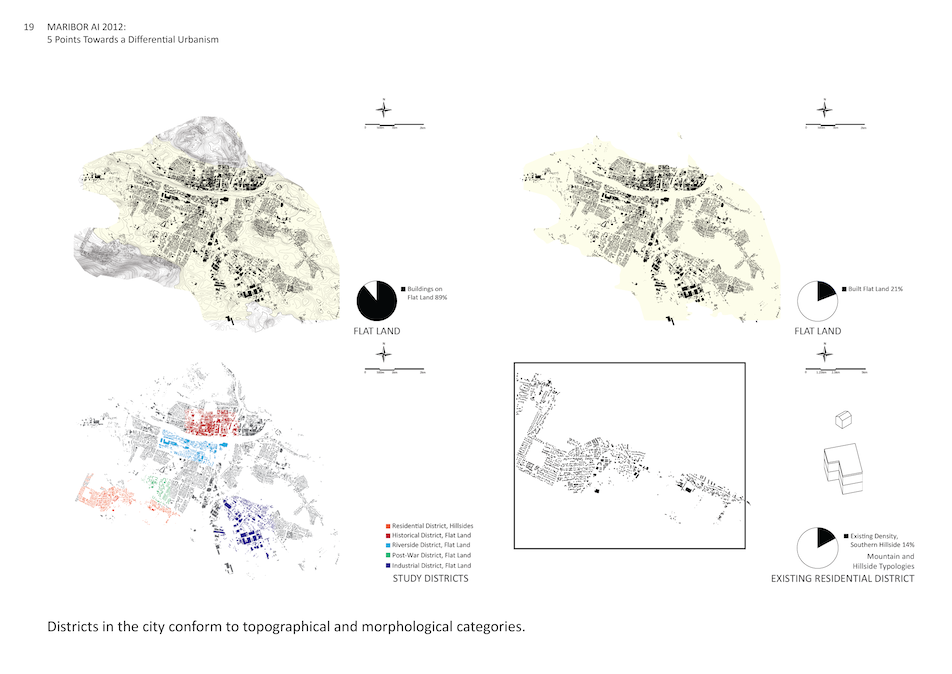 19 MARIBOR AI 2012:
5 Points Towards a Differential Urbanism
N
N
Buildings on
Flat Land 89%
FLAT LAND
Built Flat Land 21%
FLAT LAND
N
N
Residential District, Hillsides
Historical District, Flat Land
Riverside District, Flat Land
Post-War District, Flat Land
Industrial District, Flat Land
STUDY DISTRICTS
Existing Density,
Southern Hillside 14%
Mountain and
Hillside Typologies
EXISTING RESIDENTIAL DISTRICT
Districts in the city conform to topographical and morphological categories.